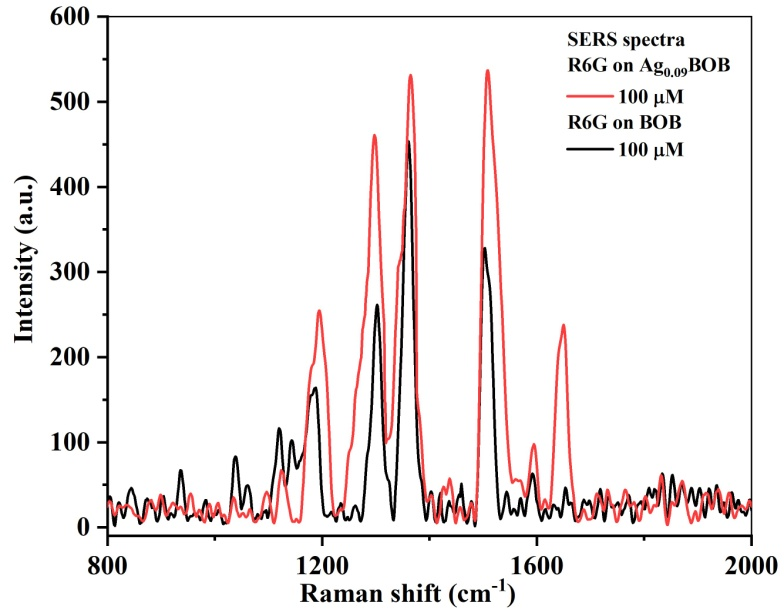 600
500
400
300
200
100
0
Intensity (a.u.)
SERS spectra
R6G on Ag0.09BOB
100 μM
R6G on BOB
100 μM
800
1200
1600
2000
Raman shift (cm-1)